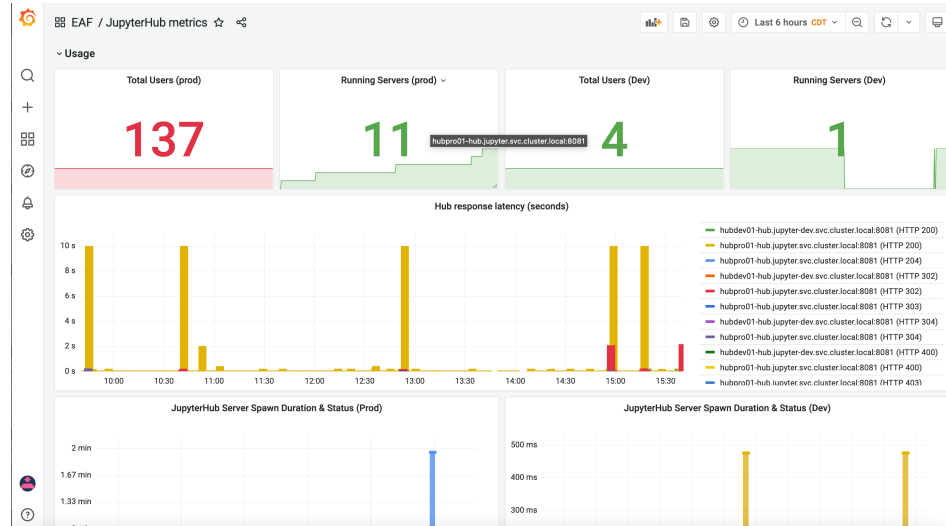 EAF / JupyterHub metrics
Last 6 hours CDT
Usage
Total Users (prod)
137
Running Servers (prod)
11
hubpro01-hub.jupyter.svc.cluster.local:8081
Total Users (Dev)
4
Running Servers (Dev)
1
Hub response latency (seconds)
10 s
8 s
6 s
4 s
2 s
0 s
10:00 10:30 11:00 11:30 12:00 12:30 13:00 13:30 14:00 14:30 15:00 15:30
hubdev01-hub.jupyter-dev.svc.cluster.local:8081 (HTTP 200)
hubpro01-hub.jupyter.svc.cluster.local:8081 (HTTP 200)
hubpro01-hub.jupyter.svc.cluster.local:8081 (HTTP 204)
hubdev01-hub.jupyter-dev.svc.cluster.local:8081 (HTTP 302)
hubpro01-hub.jupyter.svc.cluster.local:8081 (HTTP 302)
hubpro01-hub.jupyter.svc.cluster.local:8081 (HTTP 303)
hubdev01-hub.jupyter-dev.svc.cluster.local:8081 (HTTP 304)
hubpro01-hub.jupyter.svc.cluster.local:8081 (HTTP 304)
hubdev01-hub.jupyter-dev.svc.cluster.local:8081 (HTTP 400)
hubpro01-hub.jupyter.svc.cluster.local:8081 (HTTP 400)
hubpro01-hub.jupyter.svc.cluster.local:8081 (HTTP 403)
JupyterHub Server Spawn Duration & Status (Prod)
2 min
1.67 min
1.33 min
JupyterHub Server Spawn Duration & Status (Dev)
500 ms
400 ms
300 ms